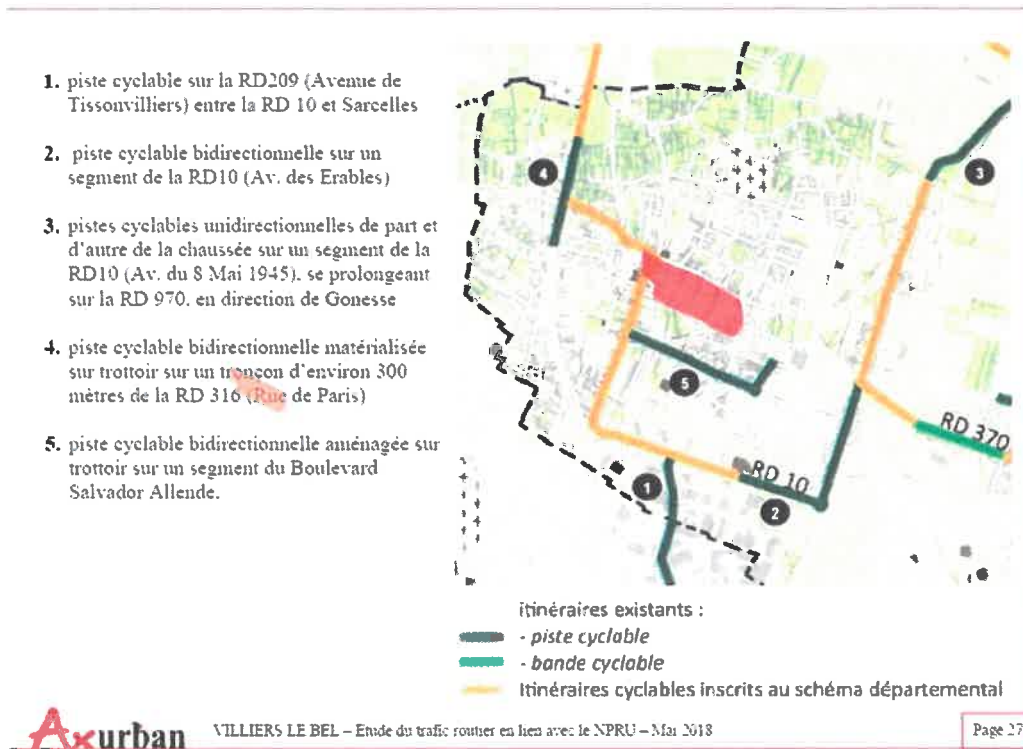 1. piste cyclable sur la RD209 (Avenue de
Tissonvilliers) entre la RD 10 et Sarcelles
2. piste cyclable bidirectionnelle sur un
segment de la RD10 (Av. des Erables)
3. pistes cyclables unidirectionnelles de part et
d'autre de la chaussée sur un segment de la
RD10 (Av. du 8 Mai 1945), se prolongeant
sur la RD 970, en direction de Gonesse
4. piste cyclable bidirectionnelle matérialisée
sur trottoir sur un tronçon d'environ 300
mètres de la RD 316 (Rue de Paris)
5. piste cyclable bidirectionnelle aménagée sur
trottoir sur un segment du Boulevard
Salvador Allende.
4
3
5
RD 370
1
RD 10
2
itinéraires existants :
- piste cyclable
- bande cyclable
Itinéraires cyclables inscrits au schéma départemental
Axurban
VILLIERS LE BEL – Etude du trafic routier en lien avec le NPRU – Mai 2018
Page 27